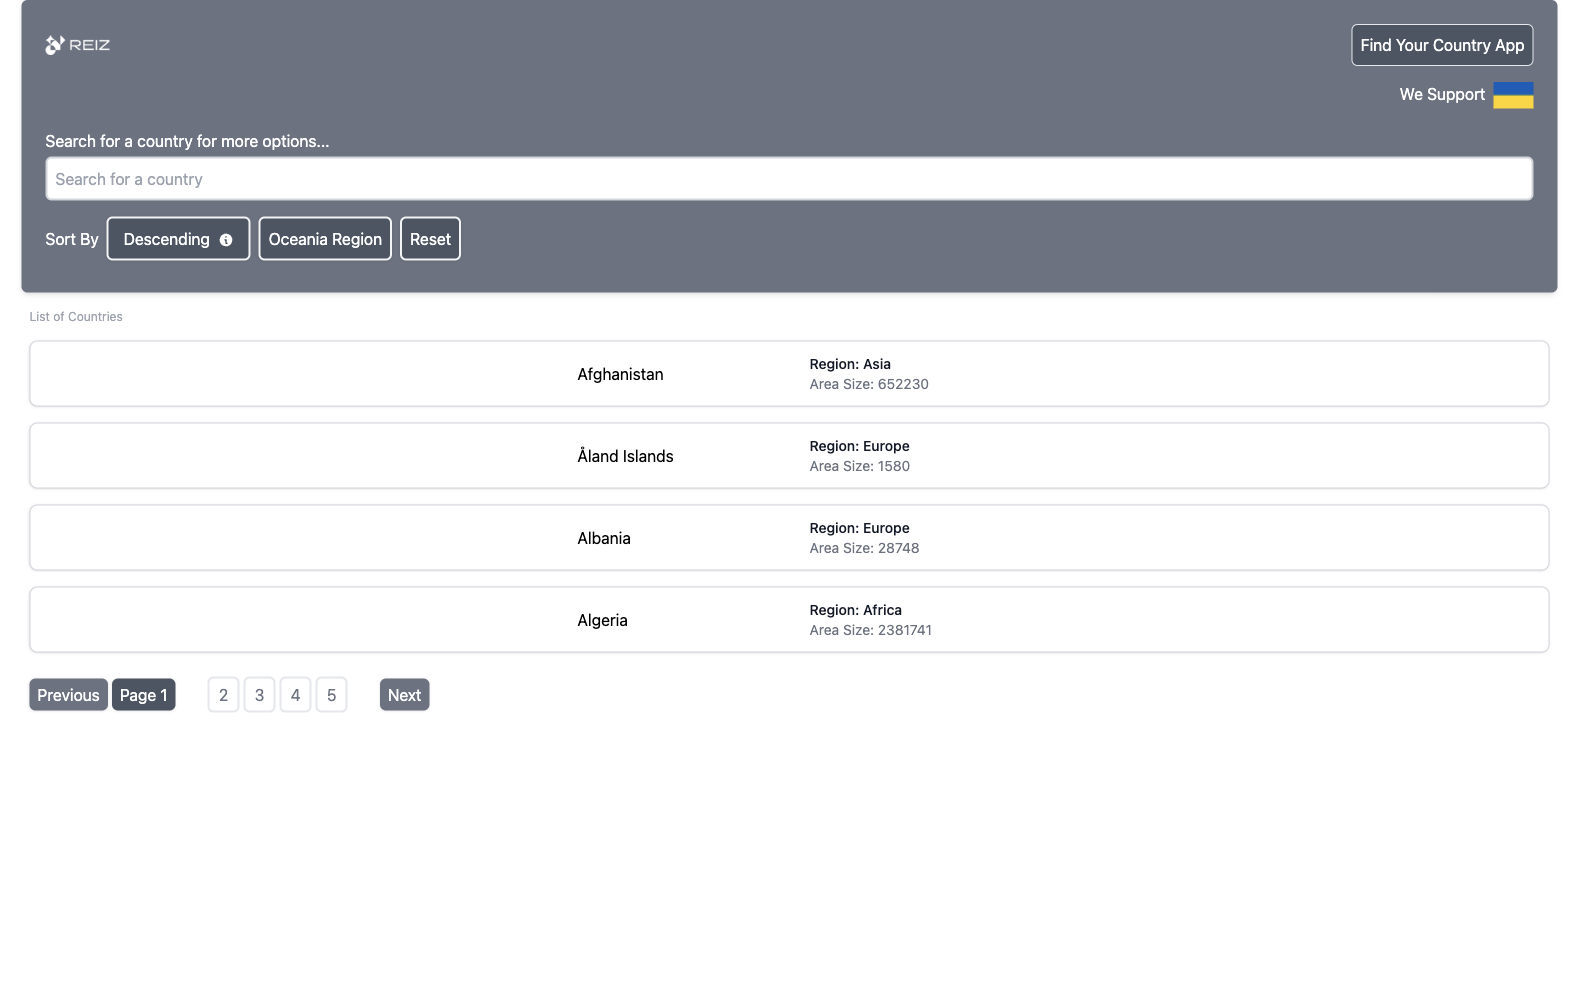 REIZ
Find Your Country App
We Support
Search for a country for more options...
Search for a country
Sort By Descending Oceania Region Reset
List of Countries
Afghanistan
Region: Asia
Area Size: 652230
Åland Islands
Region: Europe
Area Size: 1580
Albania
Region: Europe
Area Size: 28748
Algeria
Region: Africa
Area Size: 2381741
Previous Page 1 2 3 4 5 Next